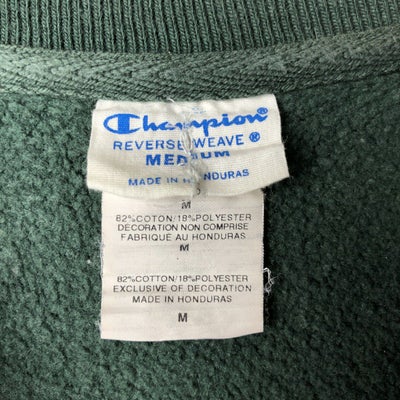 Champion®
REVERSE WEAVE®
MEDIUM
MADE IN HONDURAS
M
82%COTTON/18%POLYESTER
DECORATION NON COMPRISE
FABRIQUE AU HONDURAS
M
82%COTTON/18%POLYESTER
EXCLUSIVE OF DECORATION
MADE IN HONDURAS
M